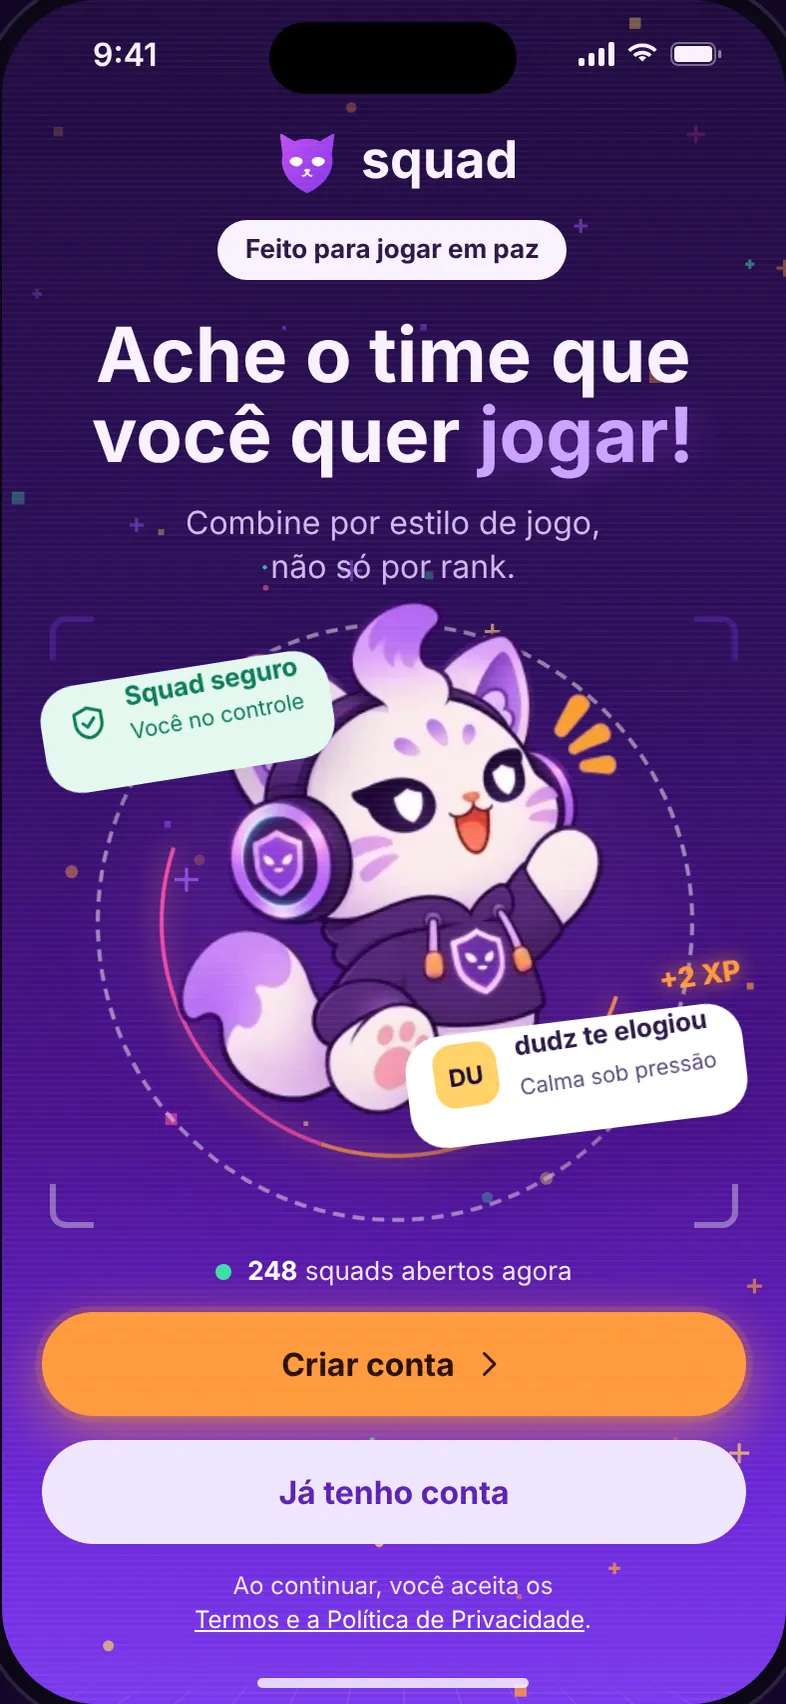 9:41
squad
Feito para jogar em paz
Ache o time que
você quer jogar!
Combine por estilo de jogo,
não só por rank.
Squad seguro
Você no controle
+2 XP
DU
dudz te elogiou
Calma sob pressão
248 squads abertos agora
Criar conta
Já tenho conta
Ao continuar, você aceita os
Termos e a Política de Privacidade.